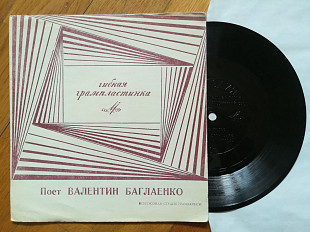 гибкая
грампластинка
Поет ВАЛЕНТИН БАГЛАЕНКО